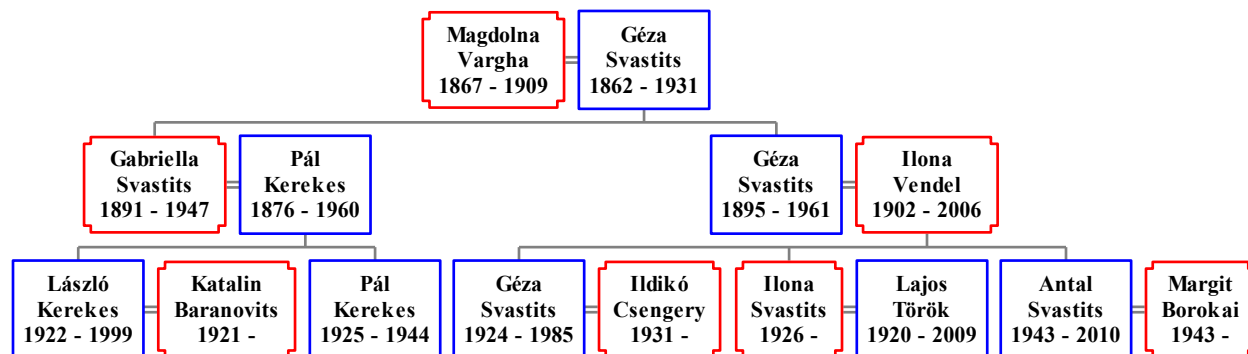 Magdolna
Vargha
1867 - 1909
Géza
Svastits
1862 - 1931
Gabriella
Svastits
1891 - 1947
Pál
Kerekes
1876 - 1960
Géza
Svastits
1895 - 1961
Ilona
Vendel
1902 - 2006
László
Kerekes
1922 - 1999
Katalin
Baranovits
1921 -
Pál
Kerekes
1925 - 1944
Géza
Svastits
1924 - 1985
Ildikó
Csengery
1931 -
Ilona
Svastits
1926 -
Lajos
Török
1920 - 2009
Antal
Svastits
1943 - 2010
Margit
Borokai
1943 -